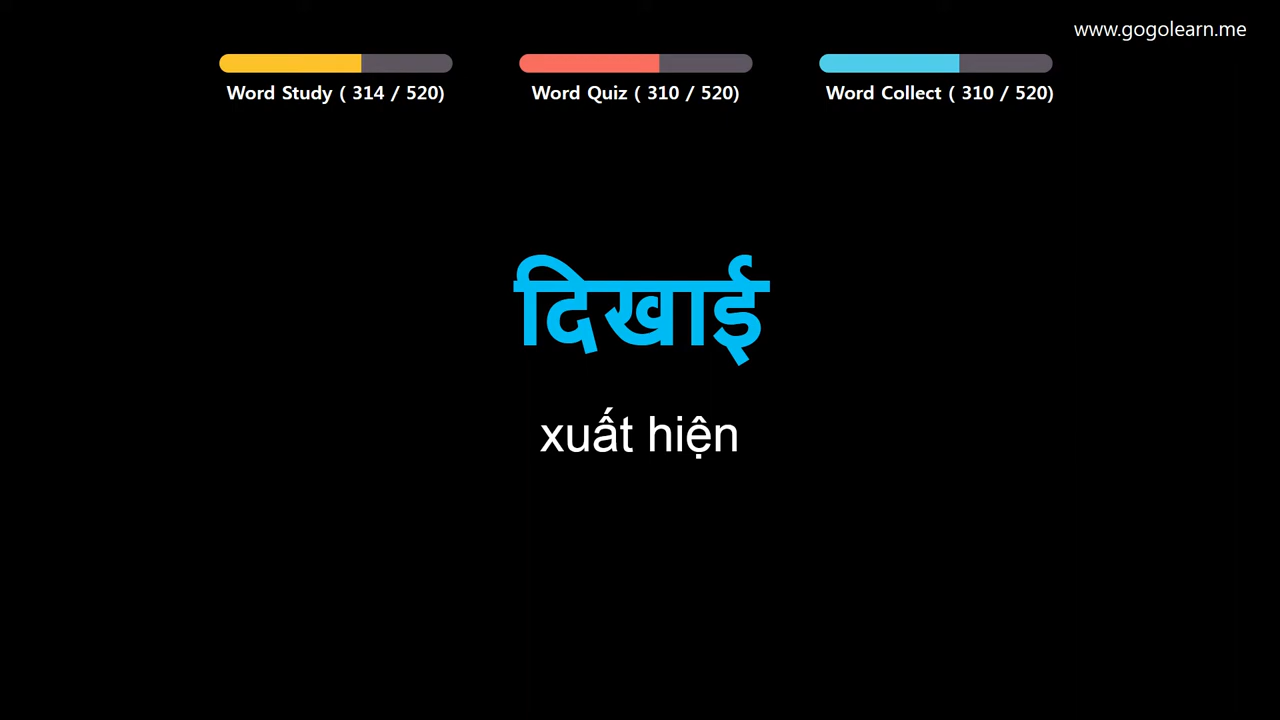 www.gogolearn.me
Word Study ( 314 / 520)
Word Quiz ( 310 / 520)
Word Collect ( 310 / 520)
दिखाई
xuất hiện